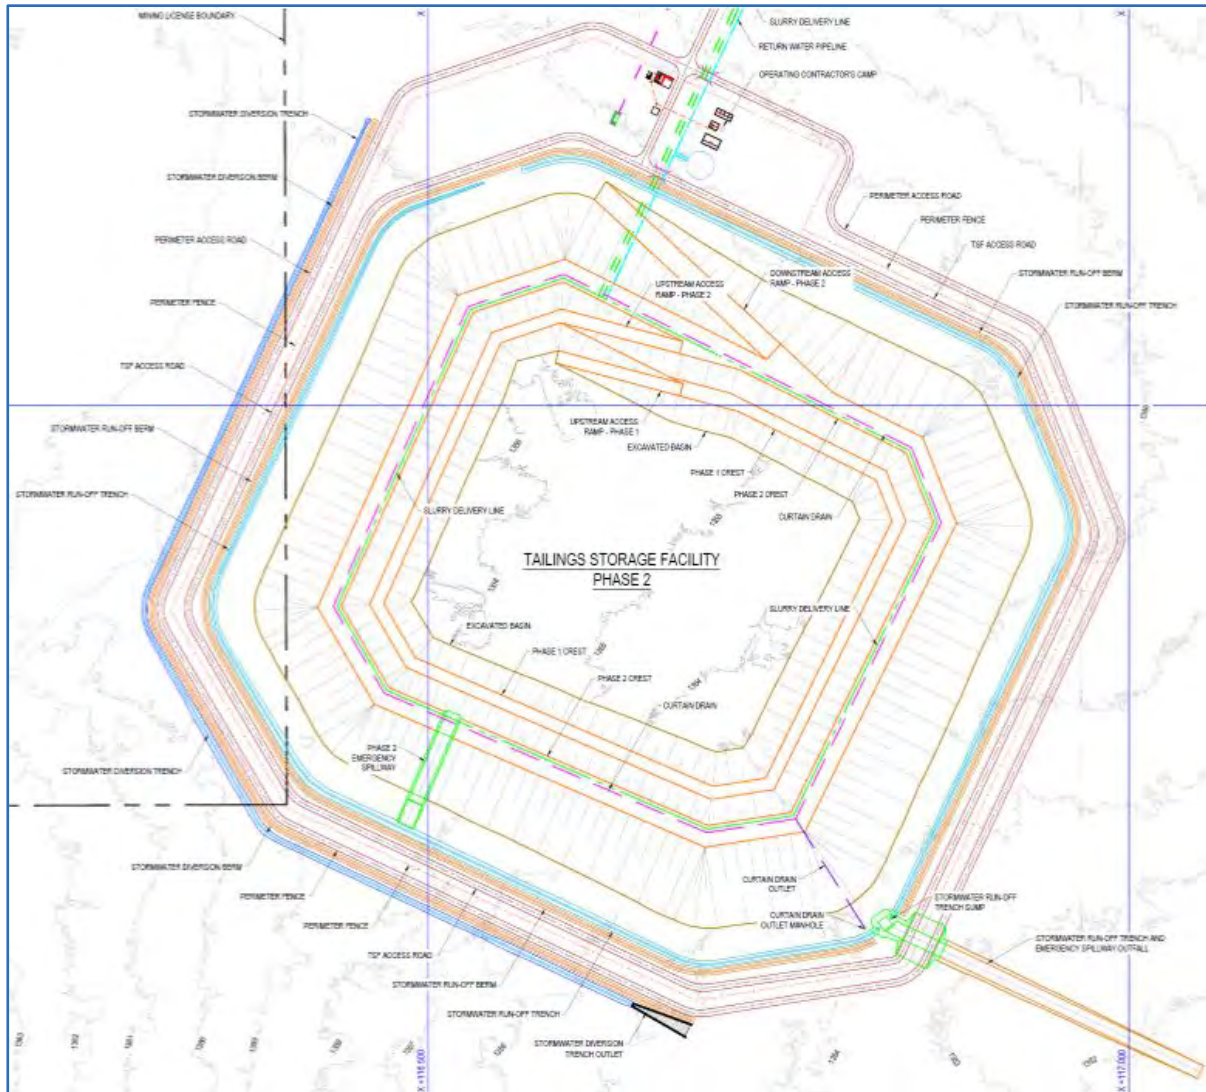 MINING LICENSE BOUNDARY
X
X
SLURRY DELIVERY LINE
RETURN WATER PIPELINE
OPERATING CONTRACTOR'S CAMP
STORMWATER DIVERSION TRENCH
STORMWATER DIVERSION BERM
PERIMETER ACCESS ROAD
PERIMETER FENCE
TSF ACCESS ROAD
STORMWATER RUN-OFF BERM
STORMWATER RUN-OFF TRENCH
PERIMETER ACCESS ROAD
PERIMETER FENCE
TSF ACCESS ROAD
STORMWATER RUN-OFF BERM
STORMWATER RUN-OFF TRENCH
UPSTREAM ACCESS
RAMP - PHASE 2
DOWNSTREAM ACCESS
RAMP - PHASE 2
UPSTREAM ACCESS
RAMP - PHASE 1
EXCAVATED BASIN
PHASE 1 CREST
PHASE 2 CREST
CURTAIN DRAIN
SLURRY DELIVERY LINE
TAILINGS STORAGE FACILITY
PHASE 2
SLURRY DELIVERY LINE
EXCAVATED BASIN
PHASE 1 CREST
PHASE 2 CREST
CURTAIN DRAIN
PHASE 2
EMERGENCY
SPILLWAY
STORMWATER DIVERSION TRENCH
STORMWATER DIVERSION BERM
PERIMETER FENCE
PERIMETER FENCE
TSF ACCESS ROAD
STORMWATER RUN-OFF BERM
STORMWATER RUN-OFF TRENCH
STORMWATER DIVERSION
TRENCH OUTLET
CURTAIN DRAIN
OUTLET
CURTAIN DRAIN
OUTLET MANHOLE
STORMWATER RUN-OFF
TRENCH SUMP
STORMWATER RUN-OFF TRENCH AND
EMERGENCY SPILLWAY OUTFALL
X +116.500
X +117.000